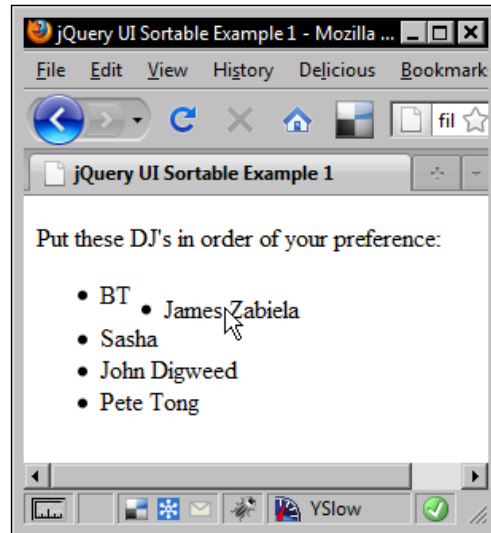 jQuery UI Sortable Example 1 - Mozilla ...
File Edit View History Delicious Bookmark
fil
jQuery UI Sortable Example 1
Put these DJ's in order of your preference:
• BT
• James Zabiela
• Sasha
• John Digweed
• Pete Tong
YSlow